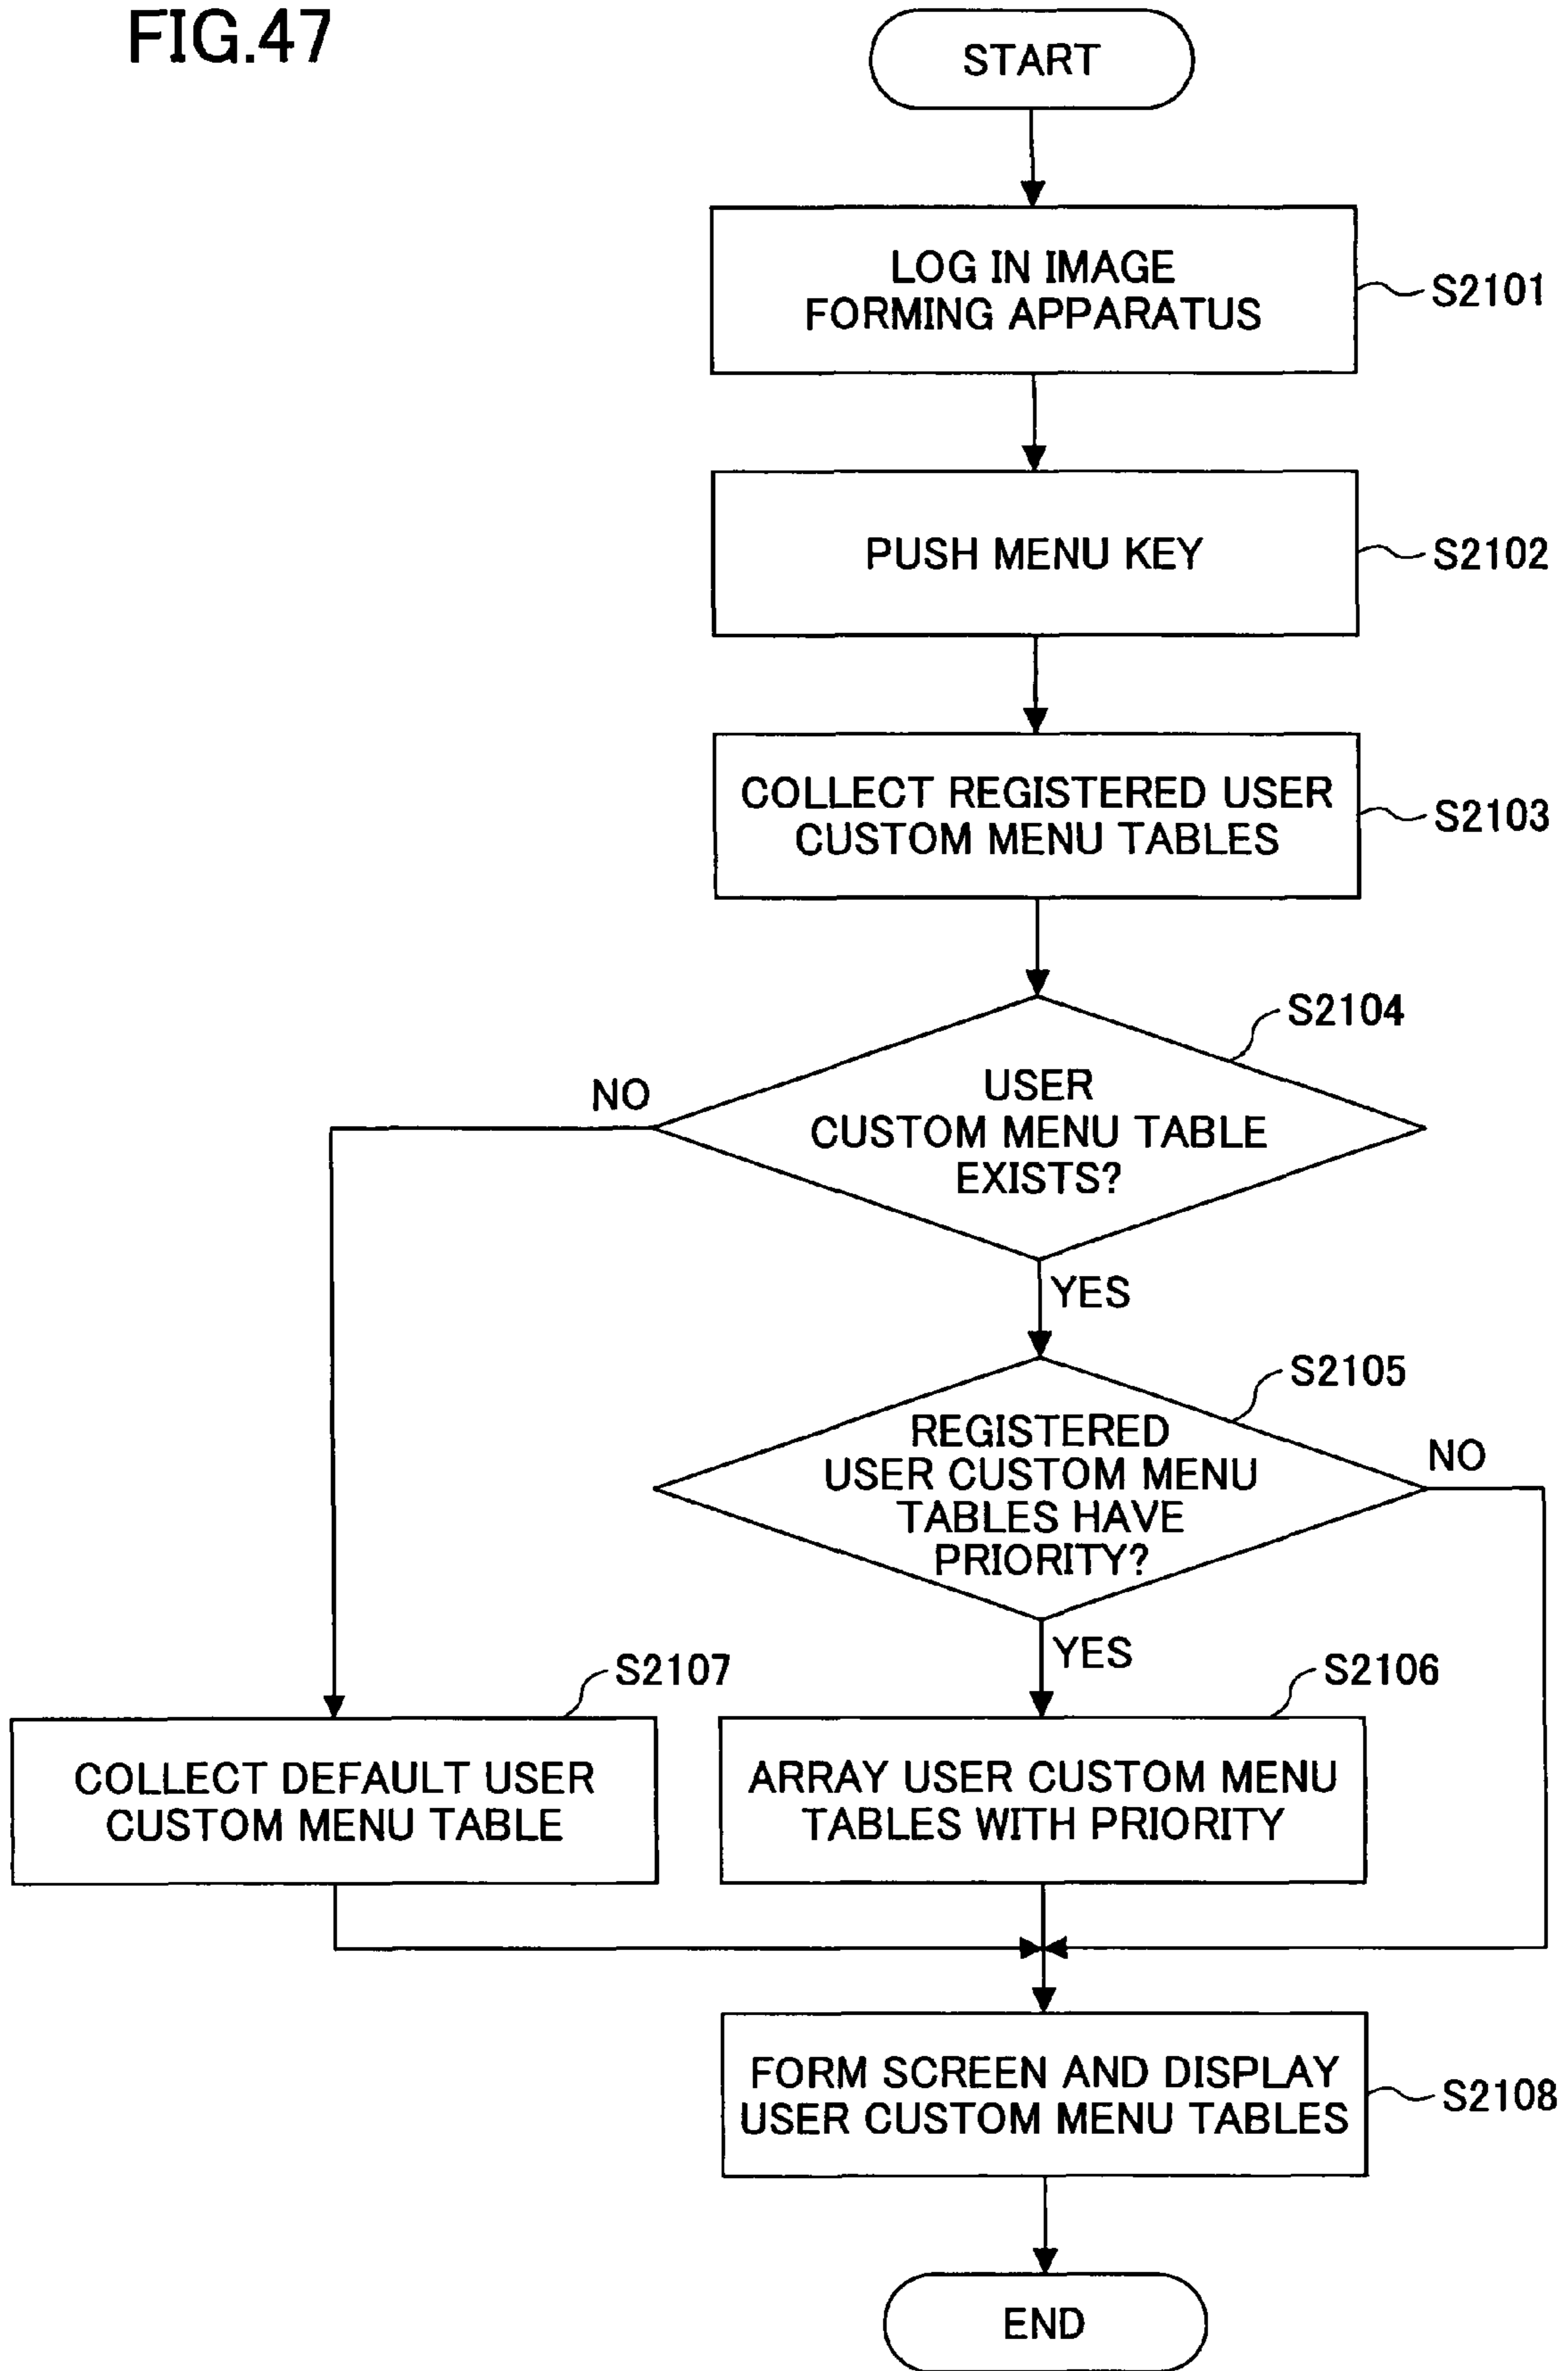 FIG.47
START
LOG IN IMAGE
FORMING APPARATUS
S2101
PUSH MENU KEY
S2102
COLLECT REGISTERED USER
CUSTOM MENU TABLES
S2103
S2104
NO
USER
CUSTOM MENU TABLE
EXISTS?
YES
S2105
REGISTERED
USER CUSTOM MENU
TABLES HAVE
PRIORITY?
NO
YES
S2107
S2106
COLLECT DEFAULT USER
CUSTOM MENU TABLE
ARRAY USER CUSTOM MENU
TABLES WITH PRIORITY
FORM SCREEN AND DISPLAY
USER CUSTOM MENU TABLES
S2108
END